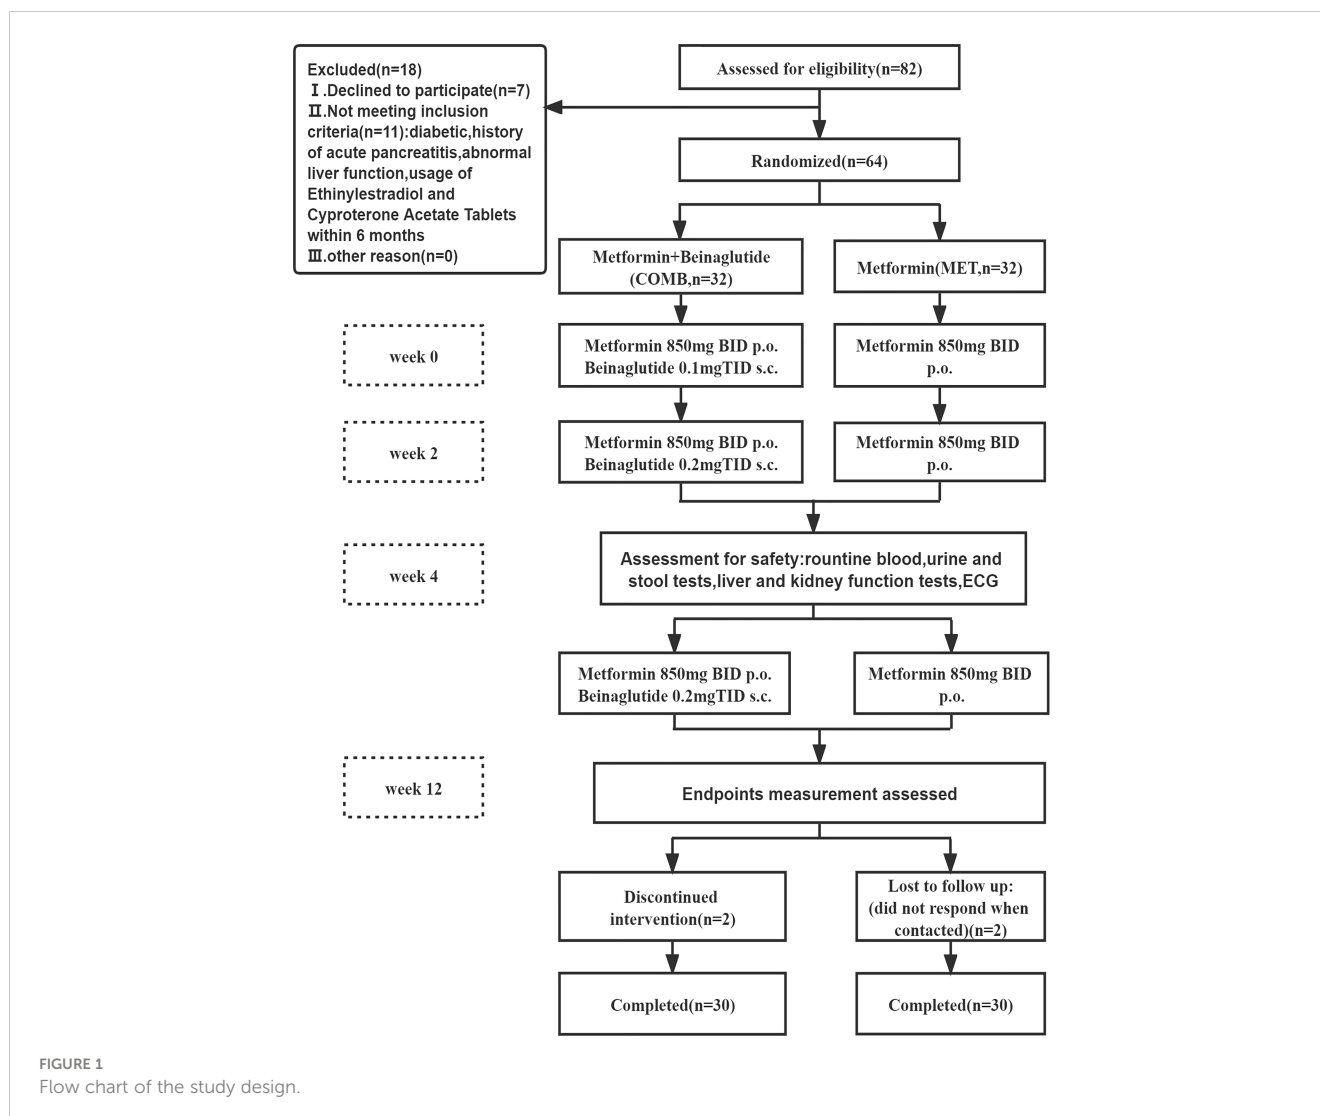 Excluded(n=18)
Ⅰ.Declined to participate(n=7)
Ⅱ.Not meeting inclusion
criteria(n=11):diabetic,history
of acute pancreatitis,abnormal
liver function,usage of
Ethinylestradiol and
Cyproterone Acetate Tablets
within 6 months
Ⅲ.other reason(n=0)
Assessed for eligibility(n=82)
Randomized(n=64)
Metformin+Beinaglutide
(COMB,n=32)
Metformin(MET,n=32)
week 0
Metformin 850mg BID p.o.
Beinaglutide 0.1mgTID s.c.
Metformin 850mg BID
p.o.
week 2
Metformin 850mg BID p.o.
Beinaglutide 0.2mgTID s.c.
Metformin 850mg BID
p.o.
week 4
Assessment for safety:rountine blood,urine and
stool tests,liver and kidney function tests,ECG
Metformin 850mg BID p.o.
Beinaglutide 0.2mgTID s.c.
Metformin 850mg BID
p.o.
week 12
Endpoints measurement assessed
Discontinued
intervention(n=2)
Lost to follow up:
(did not respond when
contacted)(n=2)
Completed(n=30)
Completed(n=30)
FIGURE 1
Flow chart of the study design.